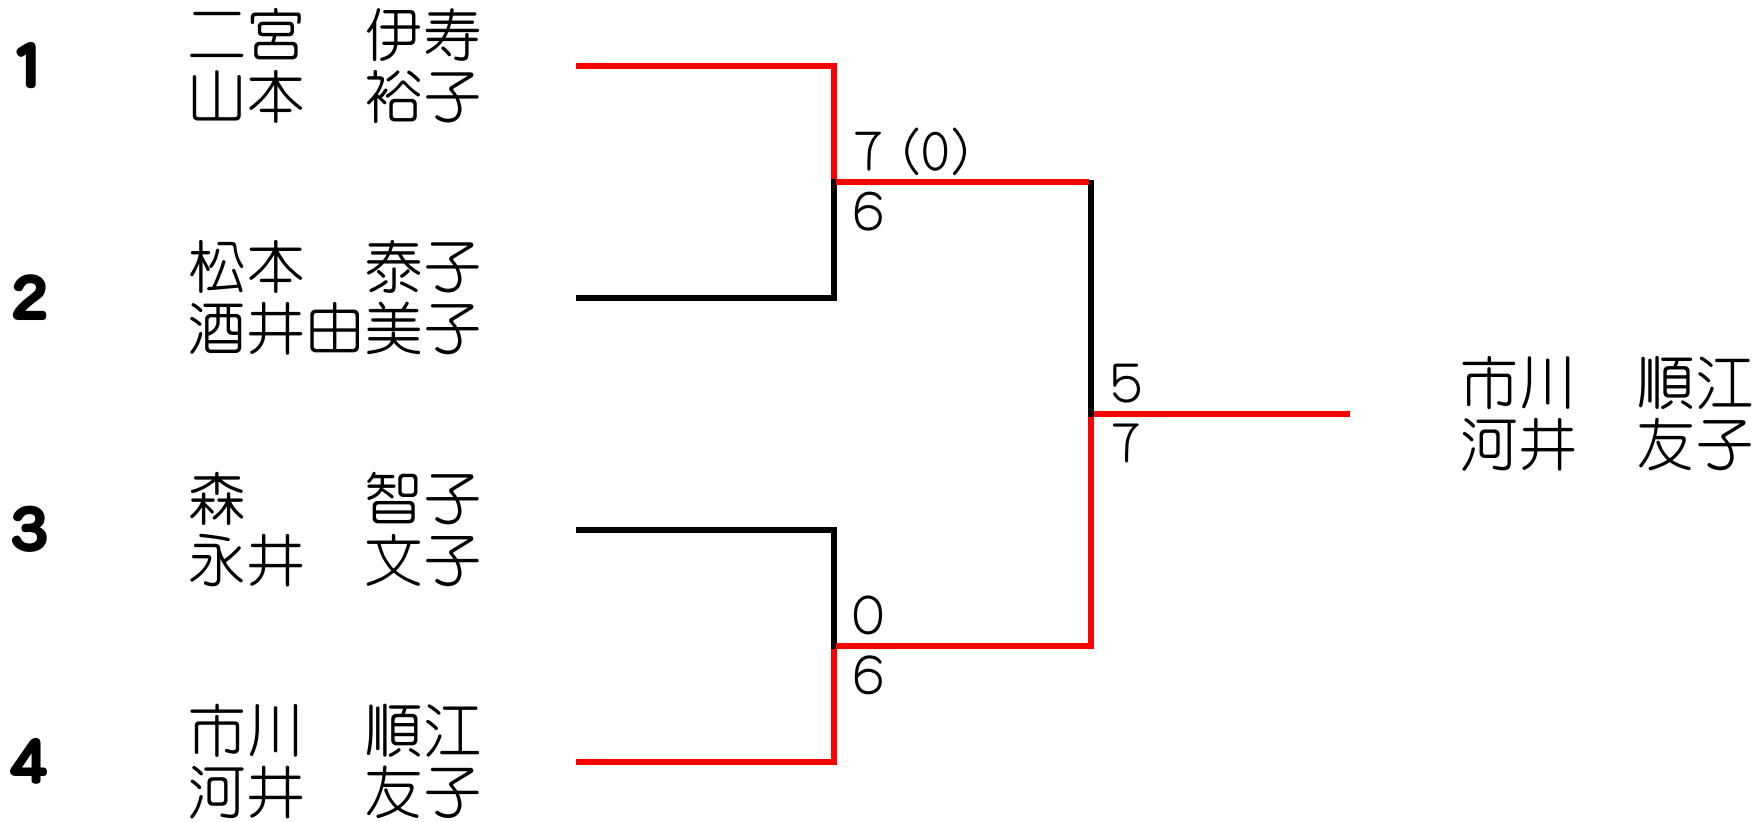 1
二宮　伊寿
山本　裕子
7 (0)
6
2
松本　泰子
酒井由美子
5
7
市川　順江
河井　友子
3
森　　智子
永井　文子
0
6
4
市川　順江
河井　友子